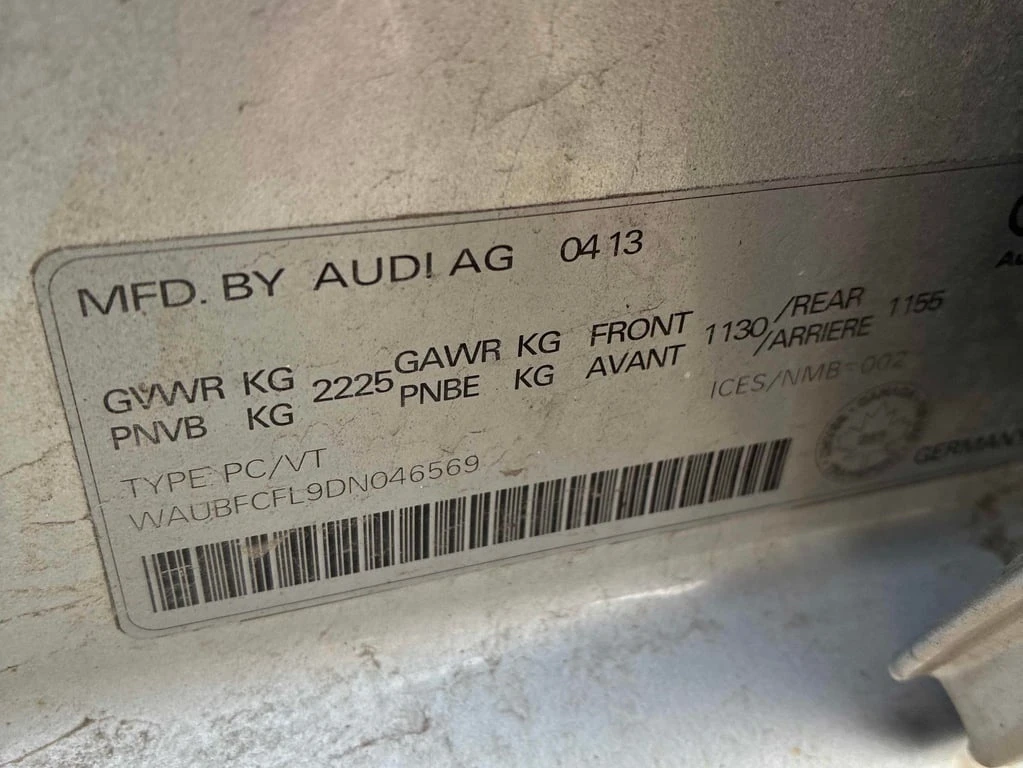 MFD. BY AUDI AG 04 13
GVWR KG 2225 GAWR KG FRONT 1130 /REAR 1155
PNVB KG PNBE KG AVANT /ARRIERE
ICES/NMB-002
TYPE: PC/VT
WAUBFCFL9DN046569
GERMANY